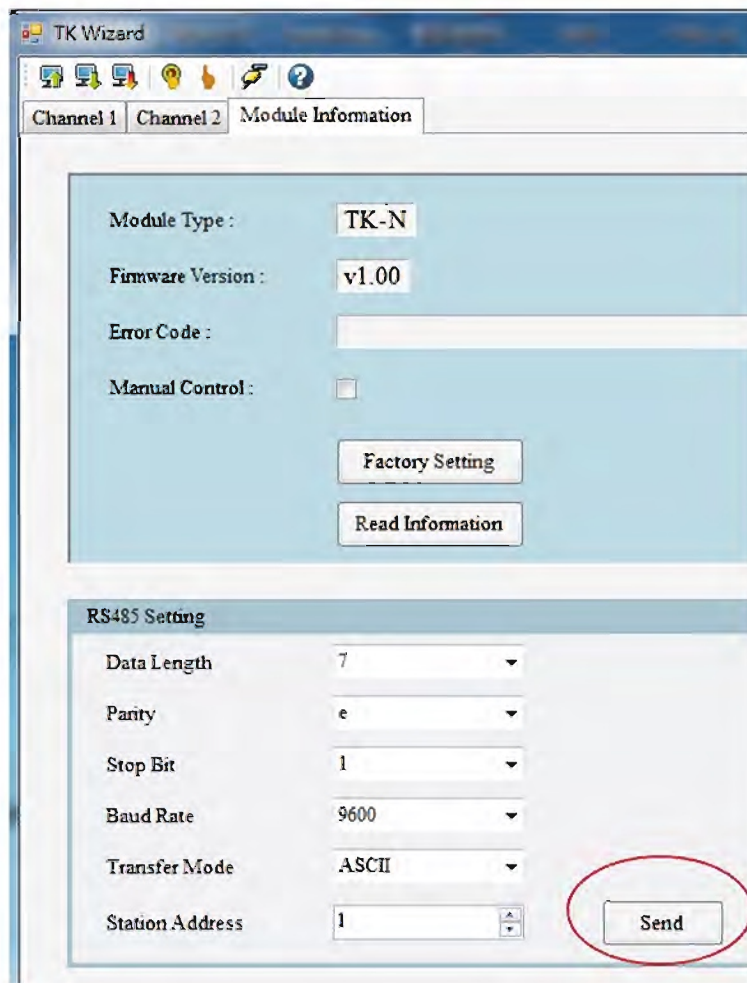 TK Wizard
Channel 1 Channel 2 Module Information
Module Type : TK-N
Firmware Version : v1.00
Error Code :
Manual Control :
Factory Setting
Read Information
RS485 Setting
Data Length 7
Parity e
Stop Bit 1
Baud Rate 9600
Transfer Mode ASCII
Station Address 1 Send